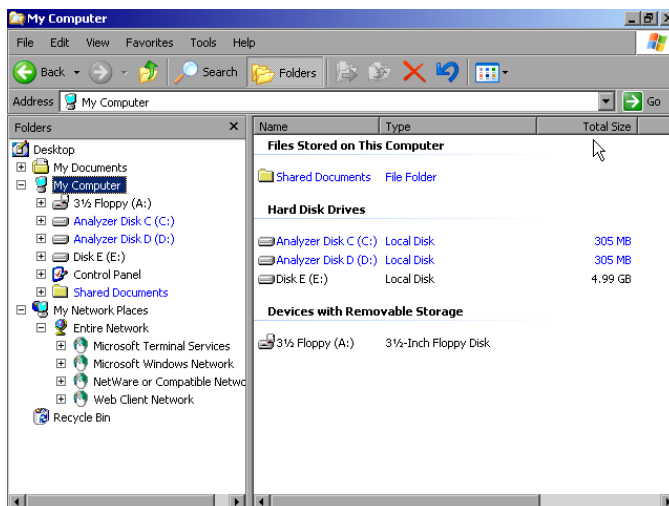 My Computer
File Edit View Favorites Tools Help
Back Search Folders
Address My Computer Go
Folders
Desktop
My Documents
My Computer
3½ Floppy (A:)
Analyzer Disk C (C:)
Analyzer Disk D (D:)
Disk E (E:)
Control Panel
Shared Documents
My Network Places
Entire Network
Microsoft Terminal Services
Microsoft Windows Network
NetWare or Compatible Netwo
Web Client Network
Recycle Bin
Name Type Total Size
Files Stored on This Computer
Shared Documents File Folder
Hard Disk Drives
Analyzer Disk C (C:) Local Disk 305 MB
Analyzer Disk D (D:) Local Disk 305 MB
Disk E (E:) Local Disk 4.99 GB
Devices with Removable Storage
3½ Floppy (A:) 3½-Inch Floppy Disk